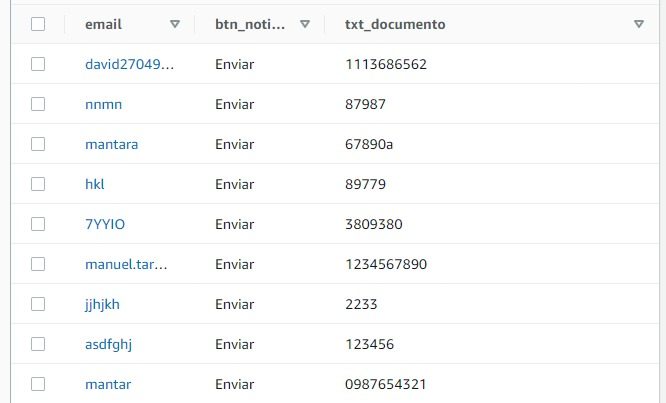 email btn_noti... txt_documento
david27049... Enviar 1113686562
nnmn Enviar 87987
mantara Enviar 67890a
hkl Enviar 89779
7YYIO Enviar 3809380
manuel.tar... Enviar 1234567890
jjhjkh Enviar 2233
asdfghj Enviar 123456
mantar Enviar 0987654321